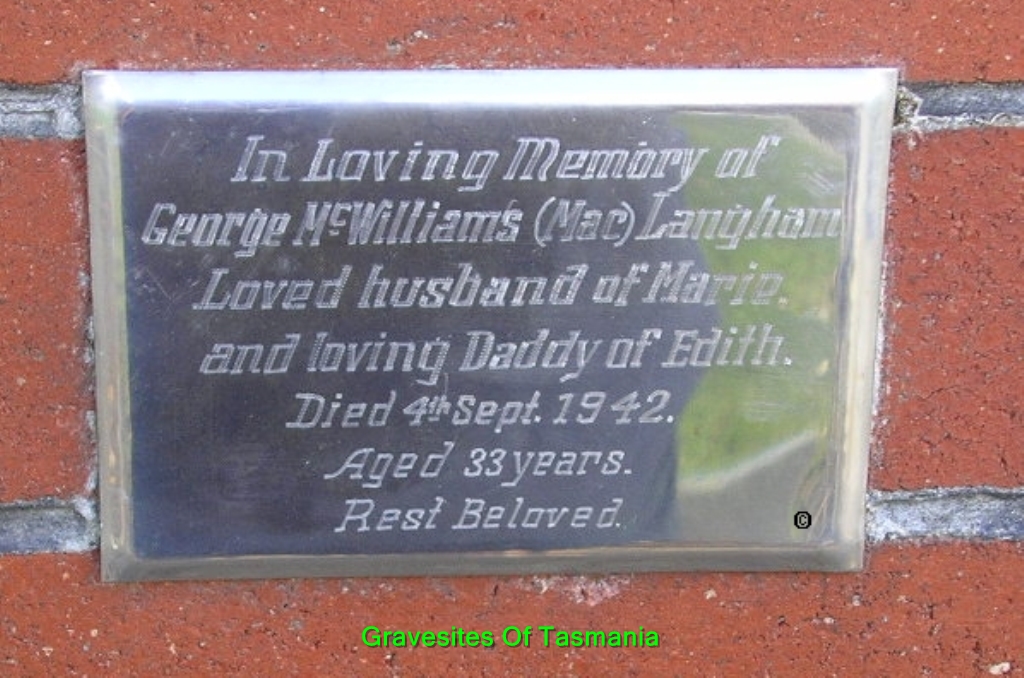 In Loving Memory of
George McWilliams (Mac) Langham
Loved husband of Marie.
and loving Daddy of Edith.
Died 4th Sept. 1942.
Aged 33 years.
Rest Beloved.
©
Gravesites Of Tasmania